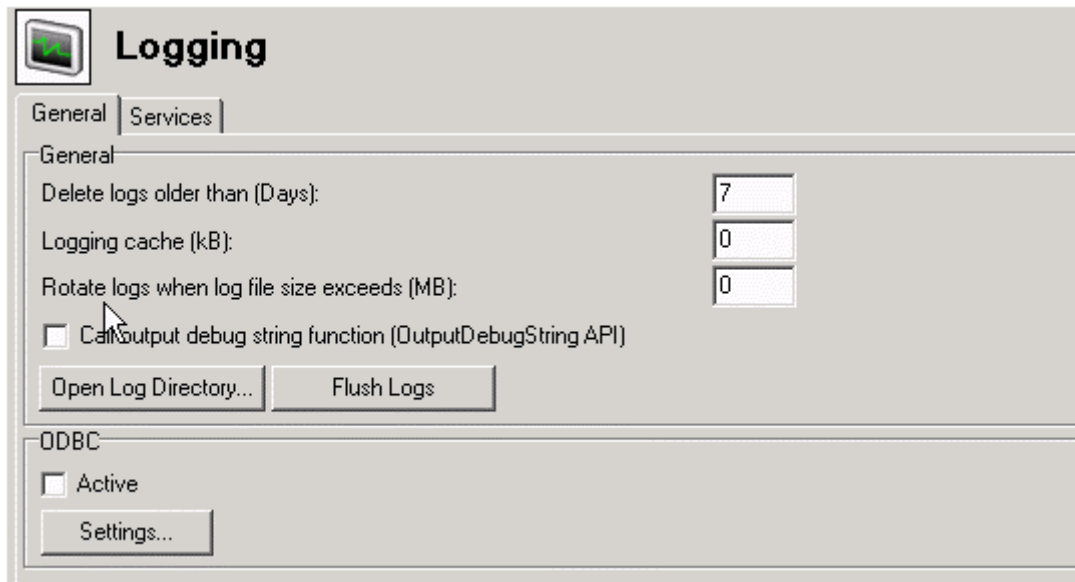 Logging
General Services
General
Delete logs older than (Days): 7
Logging cache (kB): 0
Rotate logs when log file size exceeds (MB): 0
Call output debug string function (OutputDebugString API)
Open Log Directory... Flush Logs
ODBC
Active
Settings...